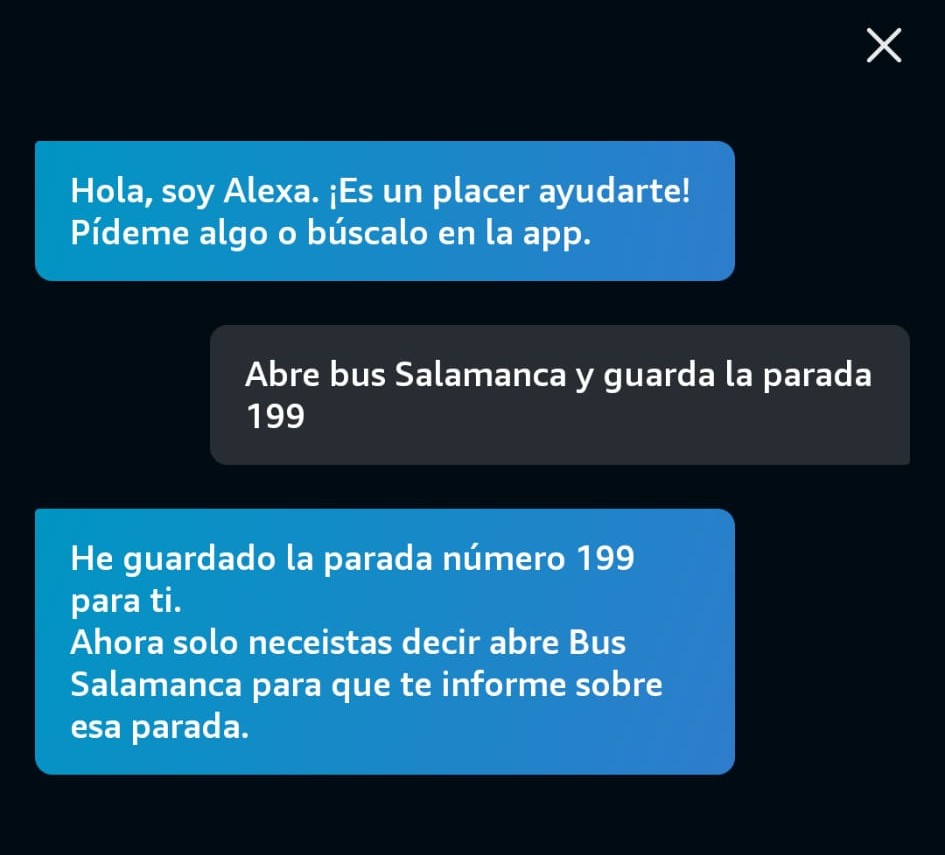 Hola, soy Alexa. ¡Es un placer ayudarte!
Pídeme algo o búscalo en la app.
Abre bus Salamanca y guarda la parada
199
He guardado la parada número 199
para ti.
Ahora solo neceistas decir abre Bus
Salamanca para que te informe sobre
esa parada.